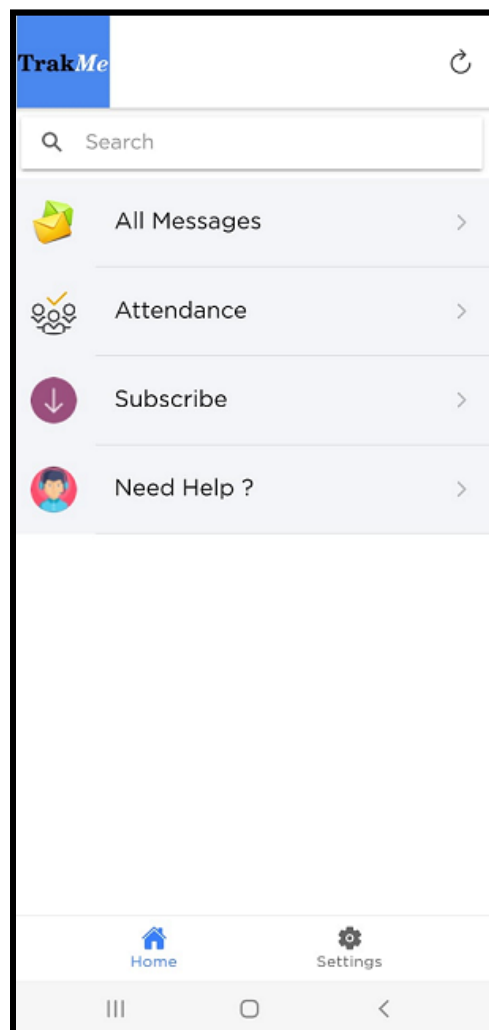 TrakMe
Search
All Messages
Attendance
Subscribe
Need Help ?
Home
Settings